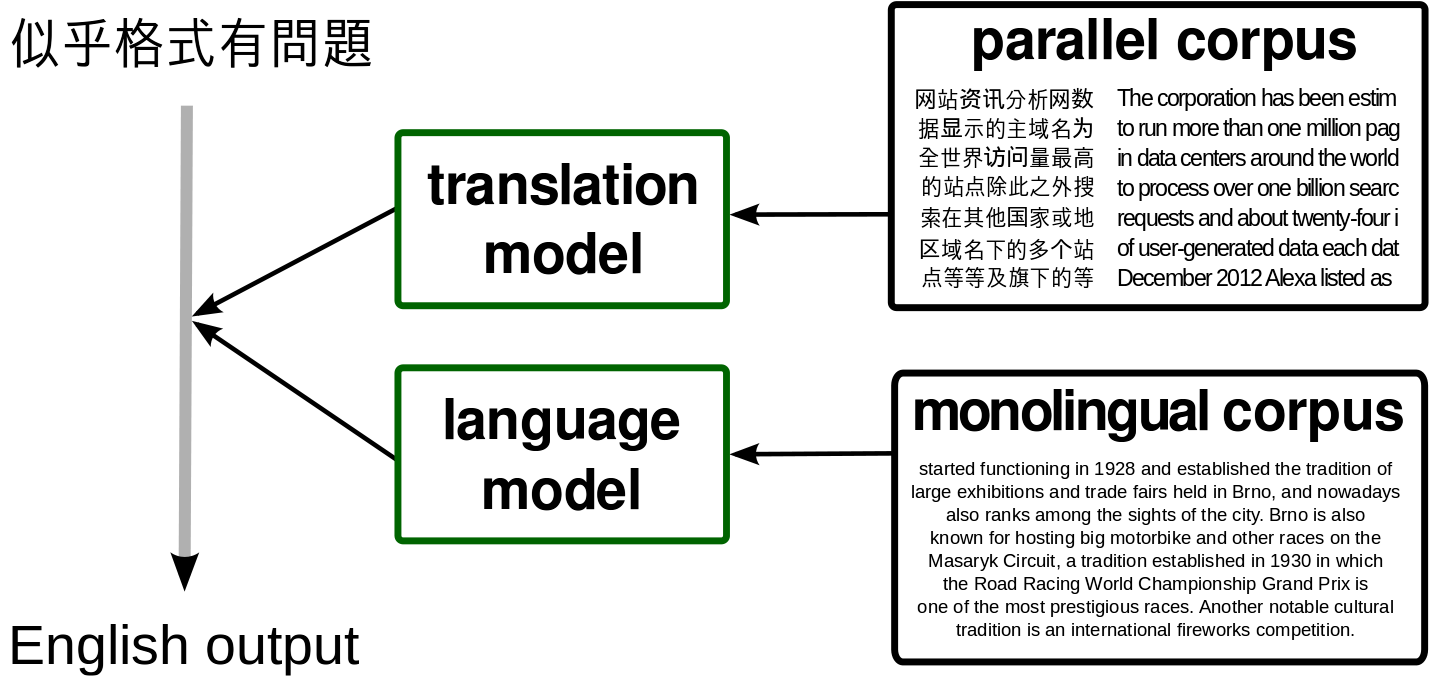 似乎格式有問題
English output
translation
model
language
model
parallel corpus
网站资讯分析网数
据显示的主域名为
全世界访问量最高
的站点除此之外搜
索在其他国家或地
区域名下的多个站
点等等及旗下的等
The corporation has been estim
to run more than one million pag
in data centers around the world
to process over one billion searc
requests and about twenty-four i
of user-generated data each dat
December 2012 Alexa listed as
monolingual corpus
started functioning in 1928 and established the tradition of
large exhibitions and trade fairs held in Brno, and nowadays
also ranks among the sights of the city. Brno is also
known for hosting big motorbike and other races on the
Masaryk Circuit, a tradition established in 1930 in which
the Road Racing World Championship Grand Prix is
one of the most prestigious races. Another notable cultural
tradition is an international fireworks competition.